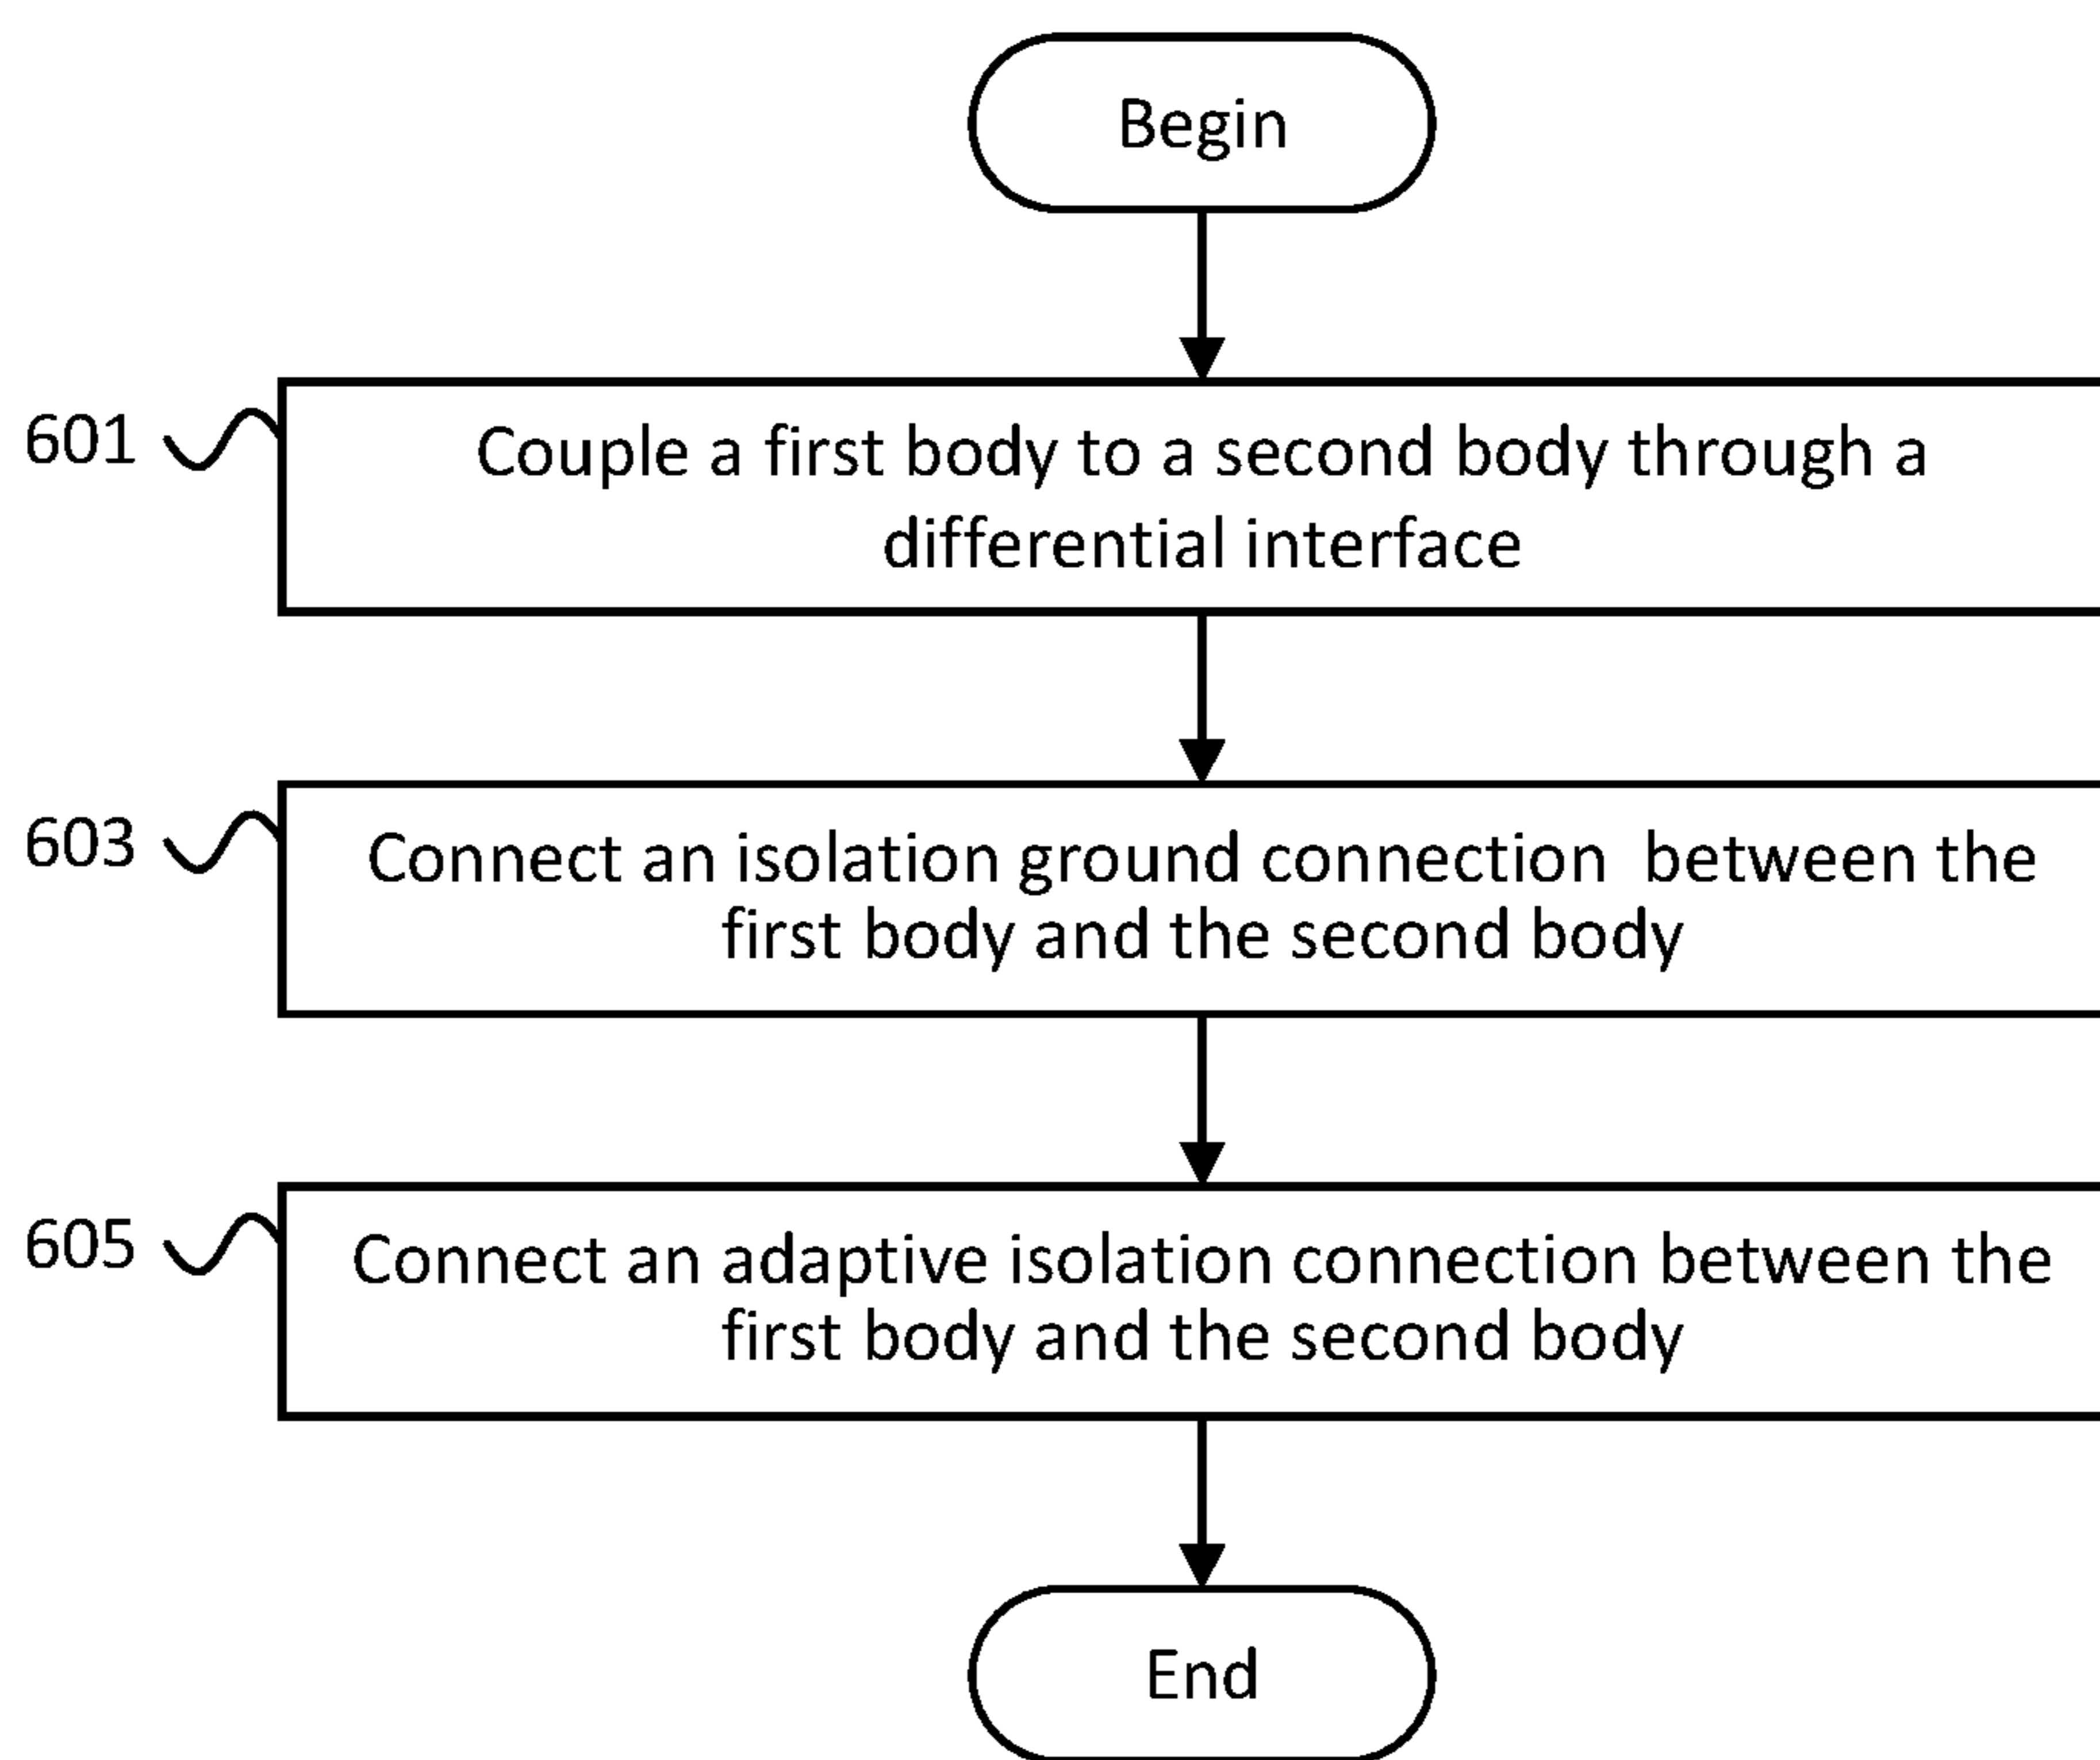 Begin
601
Couple a first body to a second body through a
differential interface
603
Connect an isolation ground connection  between the
first body and the second body
605
Connect an adaptive isolation connection between the
first body and the second body
End